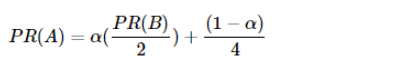 PR(A) = α(PR(B)/2) + (1 − α)/4